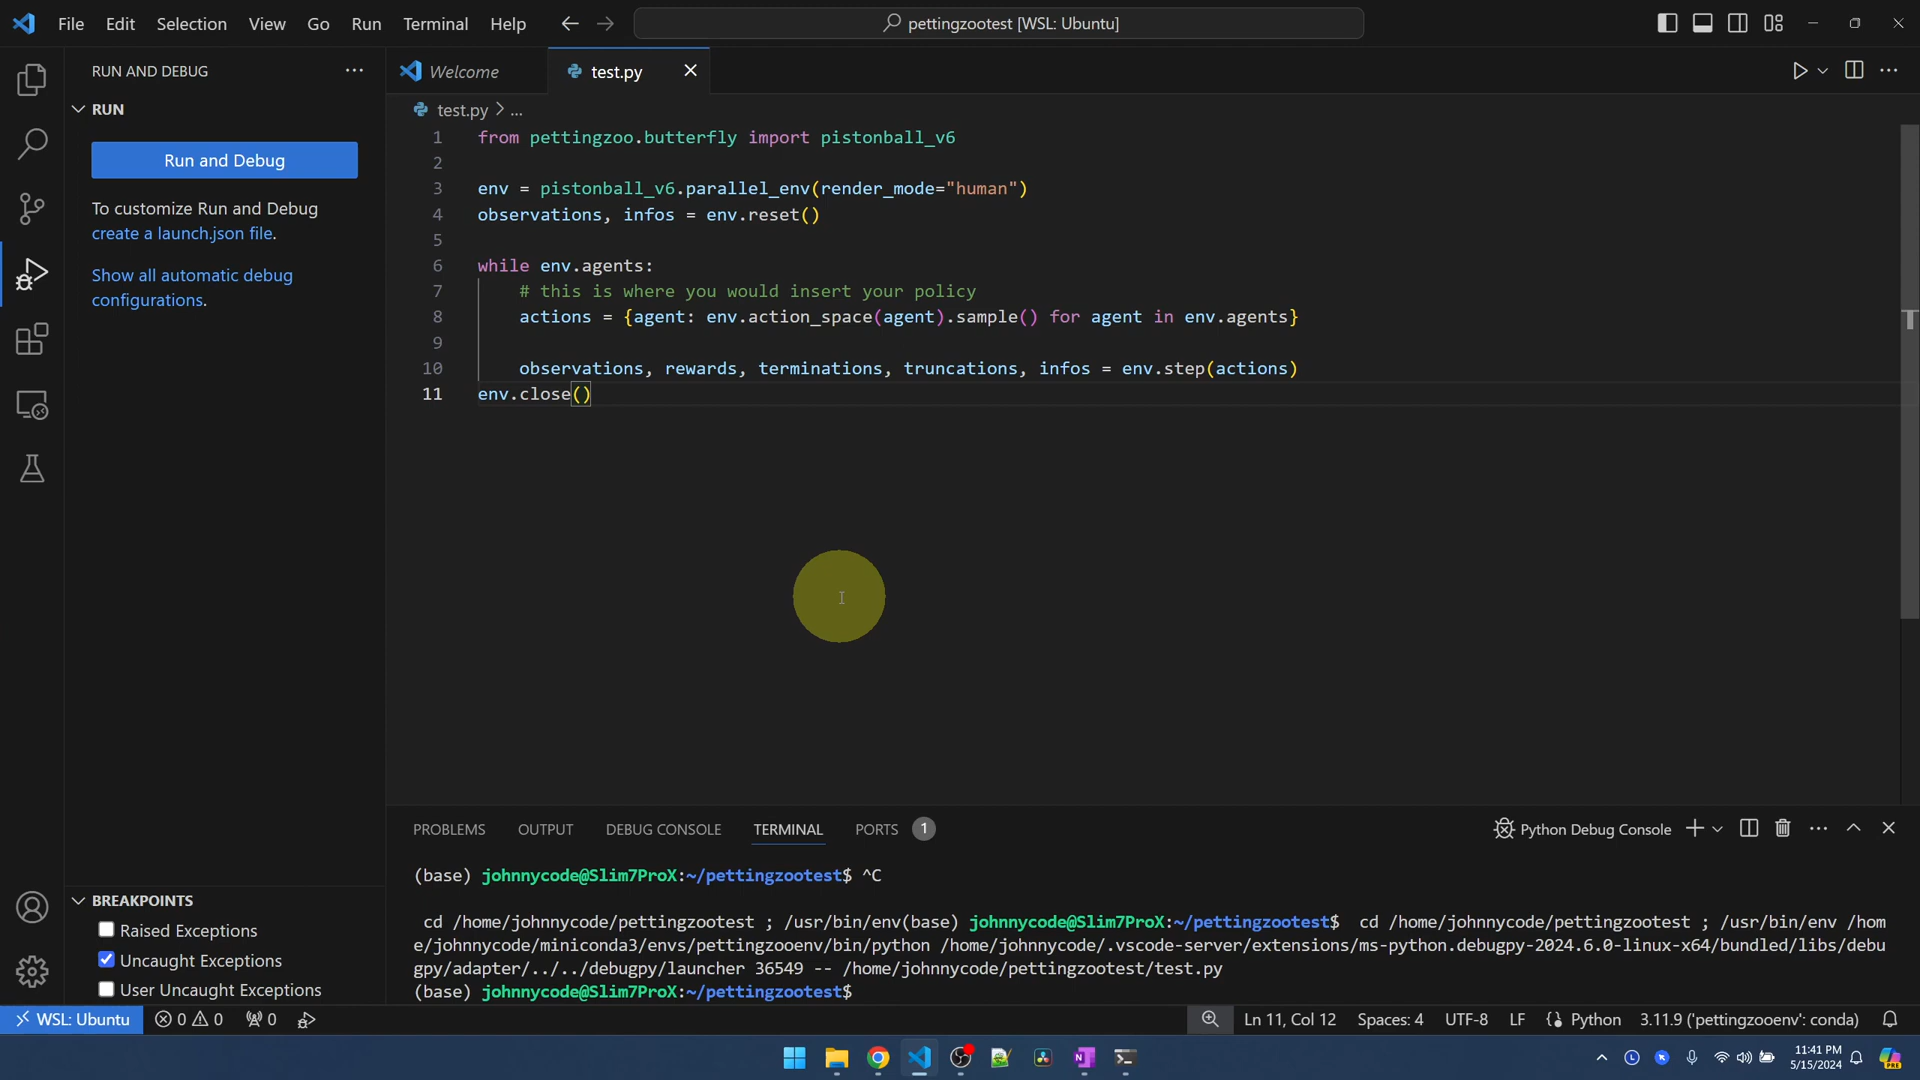 File Edit Selection View Go Run Terminal Help
pettingzootest [WSL: Ubuntu]
RUN AND DEBUG
RUN
Run and Debug
To customize Run and Debug
create a launch.json file.
Show all automatic debug
configurations.
Welcome
test.py
test.py > ...
1 from pettingzoo.butterfly import pistonball_v6
2
3 env = pistonball_v6.parallel_env(render_mode="human")
4 observations, infos = env.reset()
5
6 while env.agents:
7 # this is where you would insert your policy
8 actions = {agent: env.action_space(agent).sample() for agent in env.agents}
9
10 observations, rewards, terminations, truncations, infos = env.step(actions)
11 env.close()
BREAKPOINTS
Raised Exceptions
Uncaught Exceptions
User Uncaught Exceptions
PROBLEMS OUTPUT DEBUG CONSOLE TERMINAL PORTS 1
Python Debug Console
(base) johnnycode@Slim7ProX:~/pettingzootest$ ^C
cd /home/johnnycode/pettingzootest ; /usr/bin/env(base) johnnycode@Slim7ProX:~/pettingzootest$ cd /home/johnnycode/pettingzootest ; /usr/bin/env /hom
e/johnnycode/miniconda3/envs/pettingzooenv/bin/python /home/johnnycode/.vscode-server/extensions/ms-python.debugpy-2024.6.0-linux-x64/bundled/libs/debu
gpy/adapter/../../debugpy/launcher 36549 -- /home/johnnycode/pettingzootest/test.py
(base) johnnycode@Slim7ProX:~/pettingzootest$
WSL: Ubuntu 0 0 0
Ln 11, Col 12 Spaces: 4 UTF-8 LF Python 3.11.9 ('pettingzooenv': conda)
11:41 PM
5/15/2024